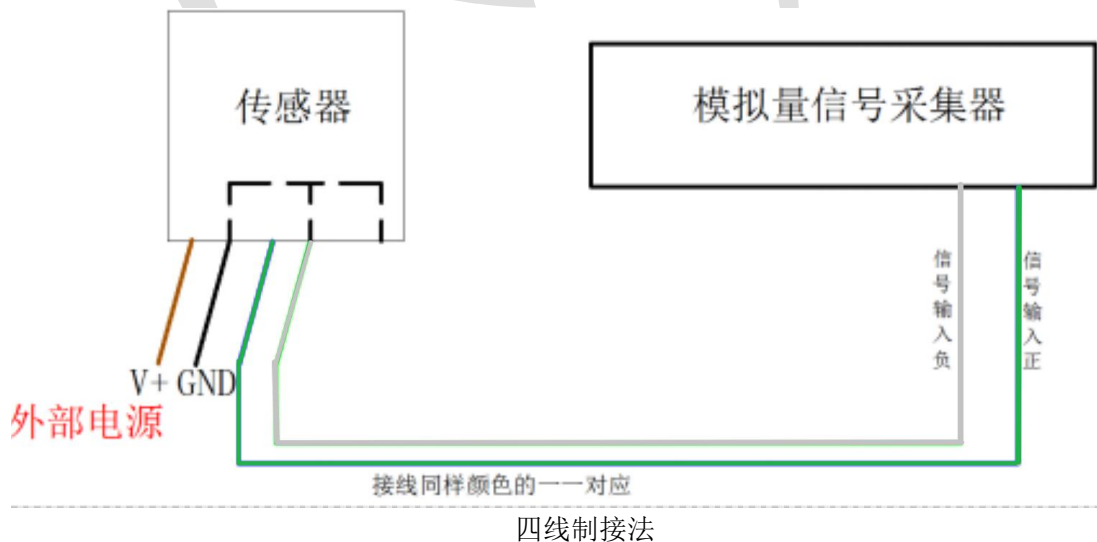 传感器
模拟量信号采集器
信号输入负
信号输入正
V+ GND
外部电源
接线同样颜色的一一对应
四线制接法